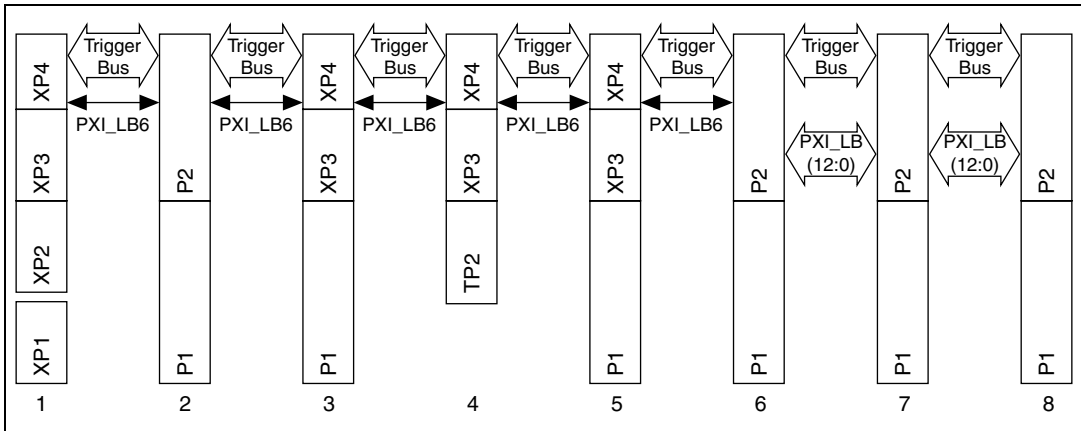 Trigger
Bus
Trigger
Bus
Trigger
Bus
Trigger
Bus
Trigger
Bus
Trigger
Bus
Trigger
Bus
XP4
XP4
XP4
XP4
PXI_LB6
PXI_LB6
PXI_LB6
PXI_LB6
PXI_LB6
PXI_LB
(12:0)
PXI_LB
(12:0)
XP3
P2
XP3
XP3
XP3
P2
P2
P2
XP2
TP2
XP1
P1
P1
P1
P1
P1
P1
1 2 3 4 5 6 7 8